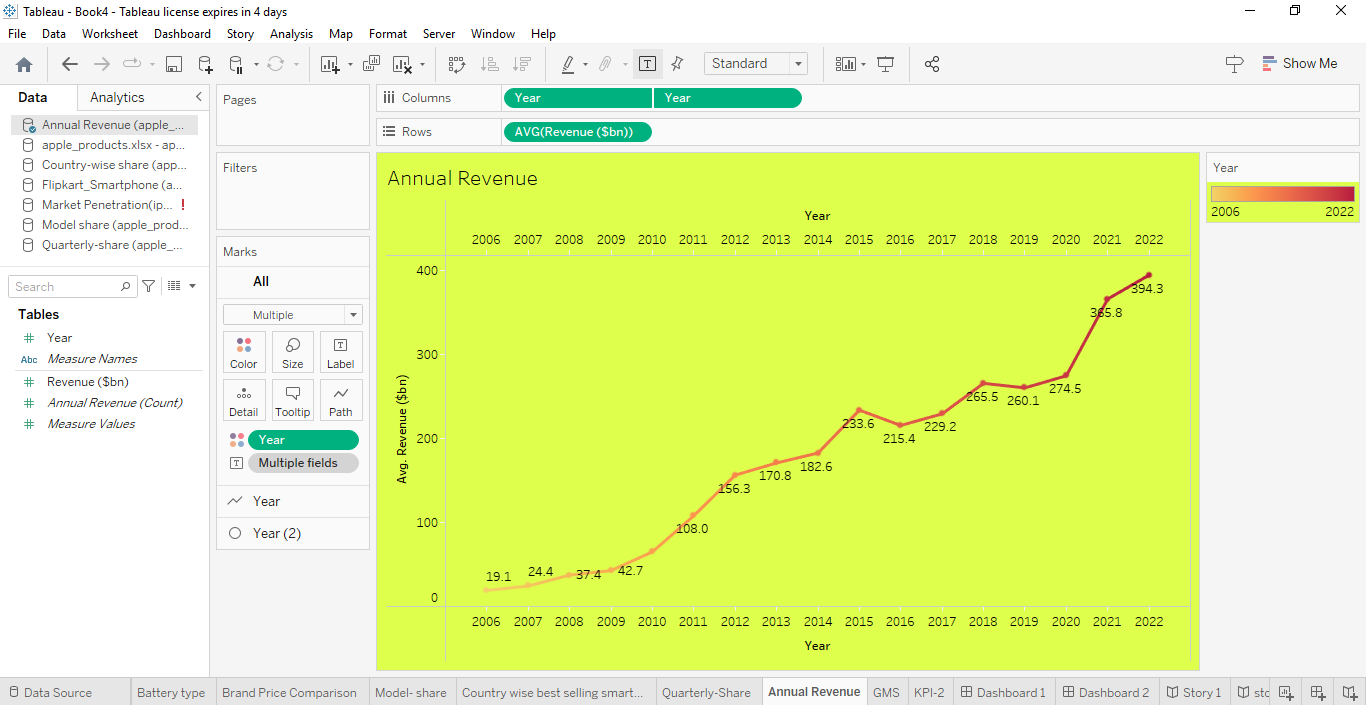 Tableau - Book4 - Tableau license expires in 4 days
File Data Worksheet Dashboard Story Analysis Map Format Server Window Help
Standard
Show Me
Data Analytics
Annual Revenue (apple_...
apple_products.xlsx - ap...
Country-wise share (app...
Flipkart_Smartphone (a...
Market Penetration(ip... !
Model share (apple_prod...
Quarterly-share (apple_...
Search
Tables
# Year
Abc Measure Names
# Revenue ($bn)
# Annual Revenue (Count)
# Measure Values
Pages
Filters
Marks
All
Multiple
Color Size Label
Detail Tooltip Path
Year
T Multiple fields
Year
Year (2)
Columns Year Year
Rows AVG(Revenue ($bn))
Annual Revenue
Year
2006 2007 2008 2009 2010 2011 2012 2013 2014 2015 2016 2017 2018 2019 2020 2021 2022
400
300
200
100
0
Avg. Revenue ($bn)
19.1
24.4
37.4
42.7
108.0
156.3
170.8
182.6
233.6
215.4
229.2
265.5
260.1
274.5
365.8
394.3
2006 2007 2008 2009 2010 2011 2012 2013 2014 2015 2016 2017 2018 2019 2020 2021 2022
Year
Year
2006 2022
Data Source Battery type Brand Price Comparison Model- share Country wise best selling smart... Quarterly-Share Annual Revenue GMS KPI-2 Dashboard 1 Dashboard 2 Story 1 stc